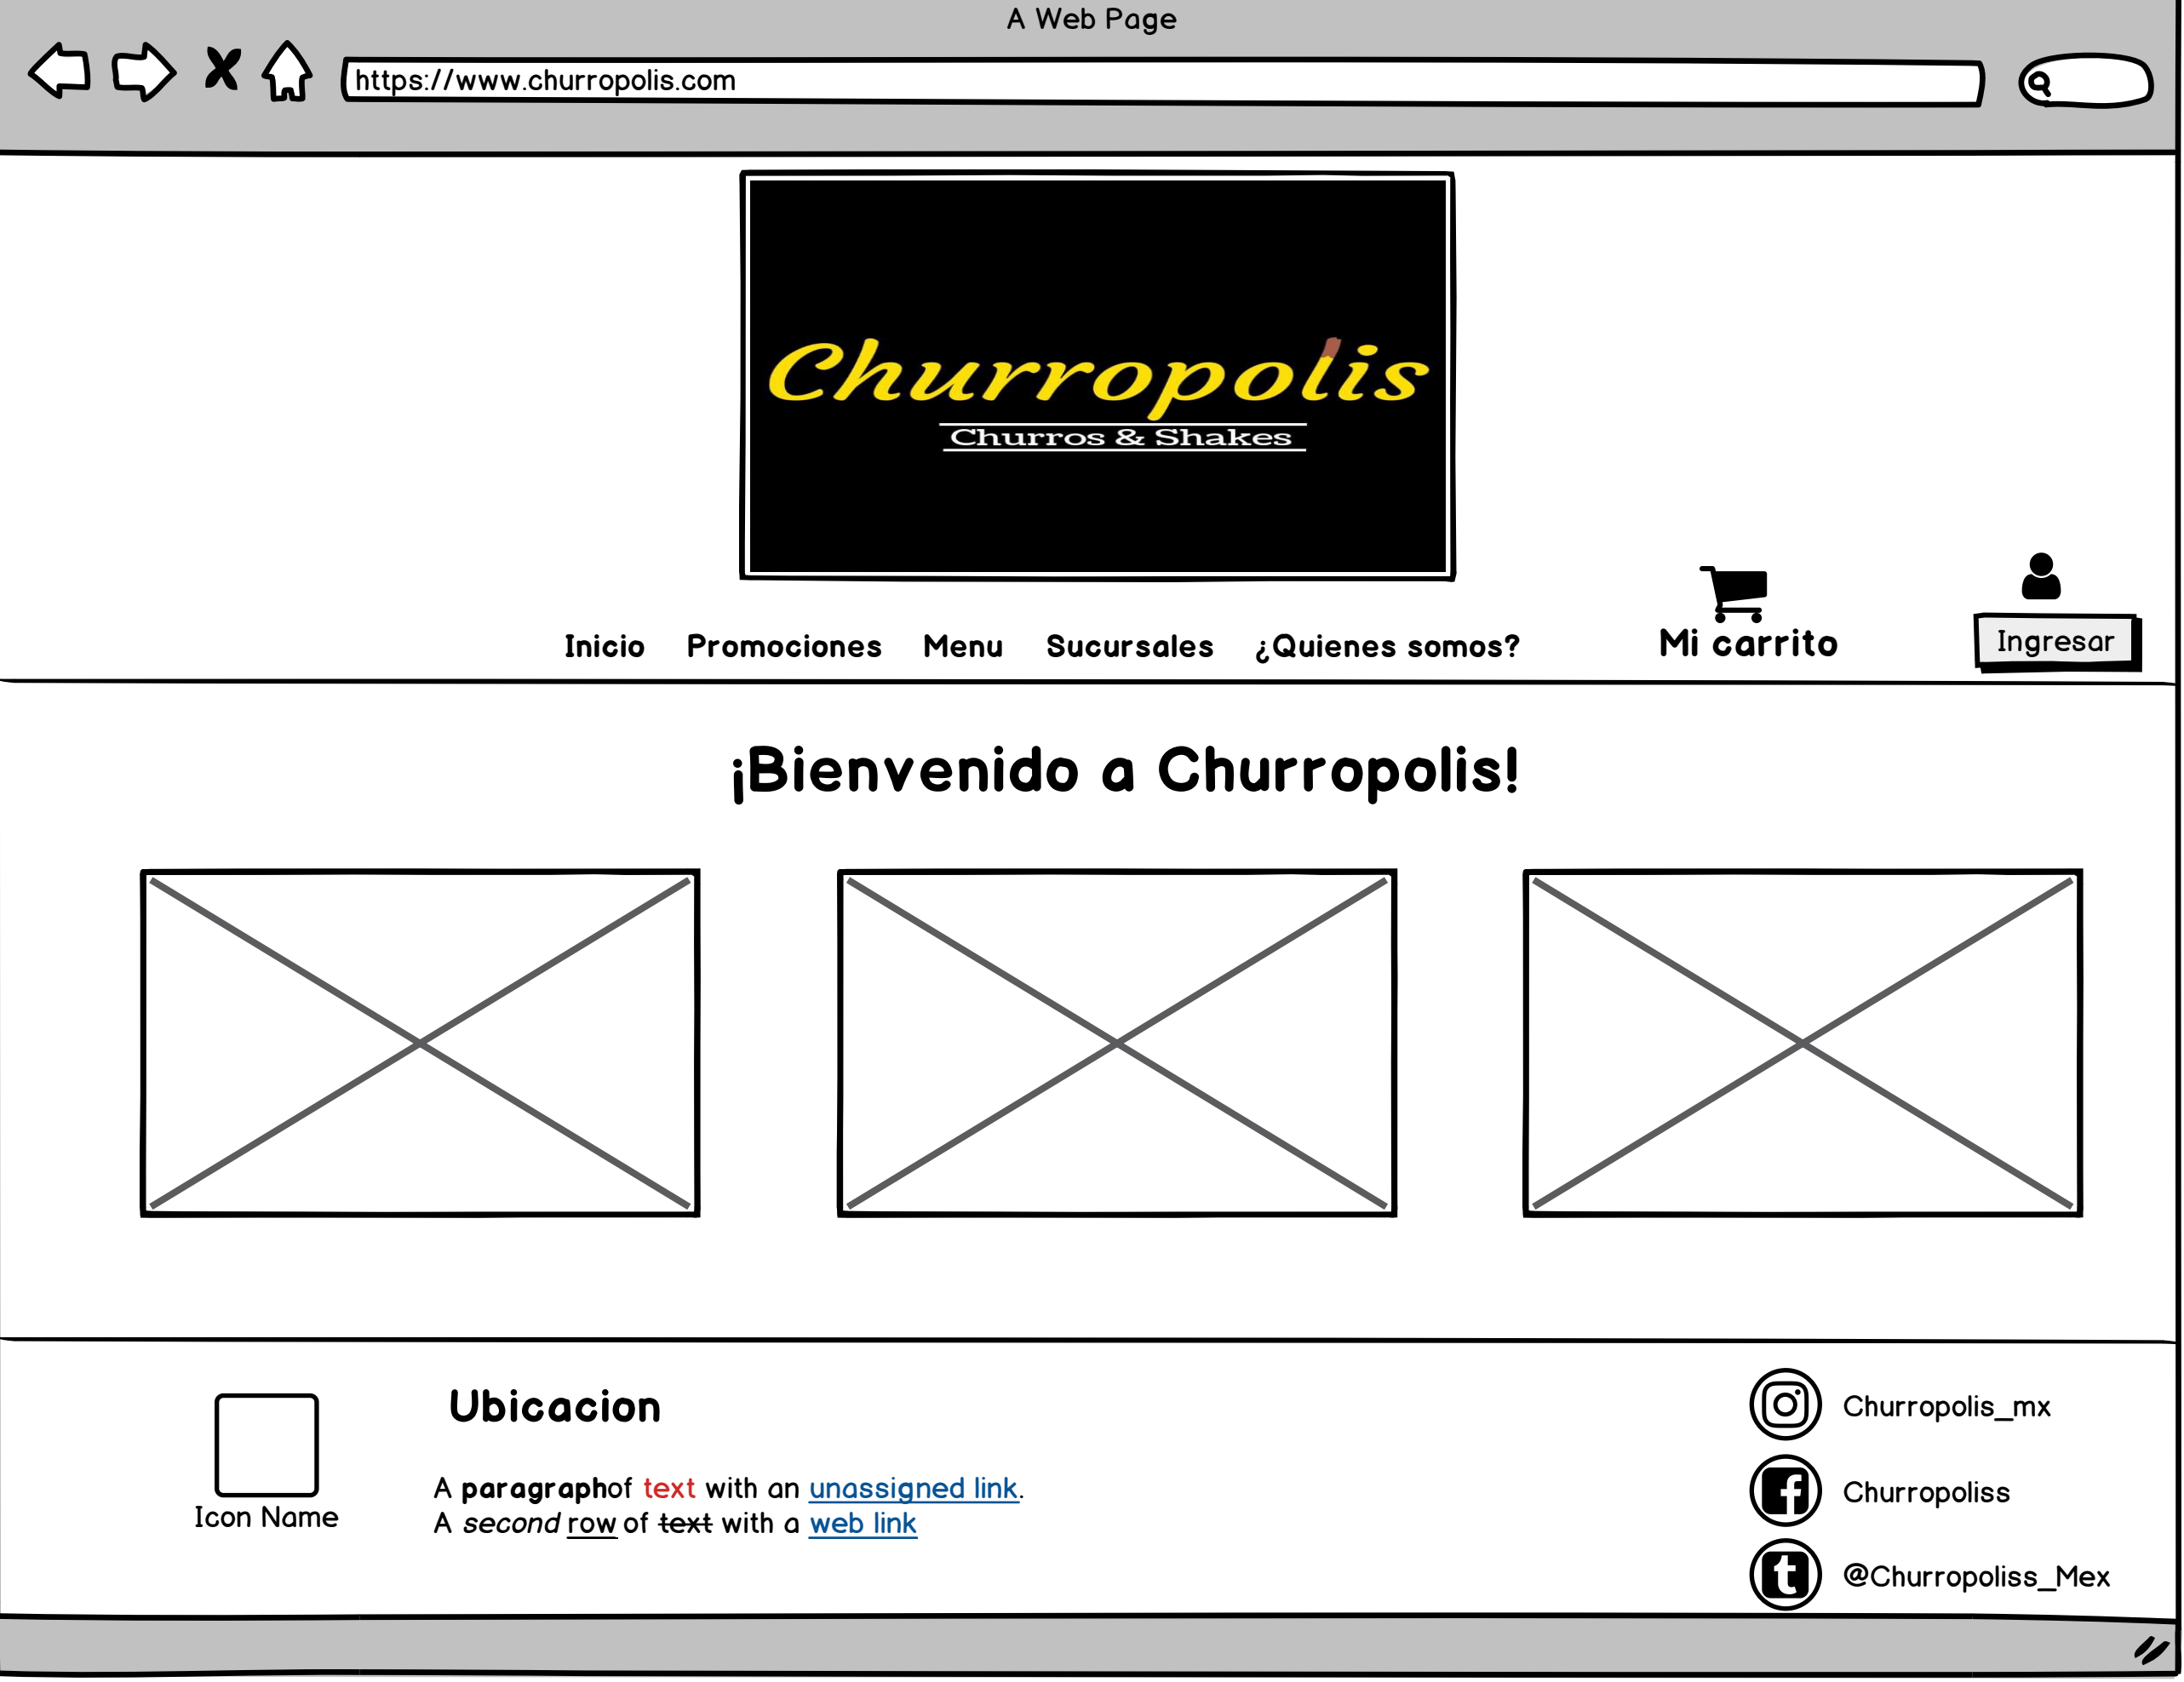 A Web Page
https://www.churropolis.com
Churropolis
Churros & Shakes
Inicio Promociones Menu Sucursales ¿Quienes somos? Mi carrito Ingresar
¡Bienvenido a Churropolis!
Icon Name
Ubicacion
A paragraphof text with an unassigned link.
A second row of text with a web link
Churropolis_mx
Churropoliss
@Churropoliss_Mex